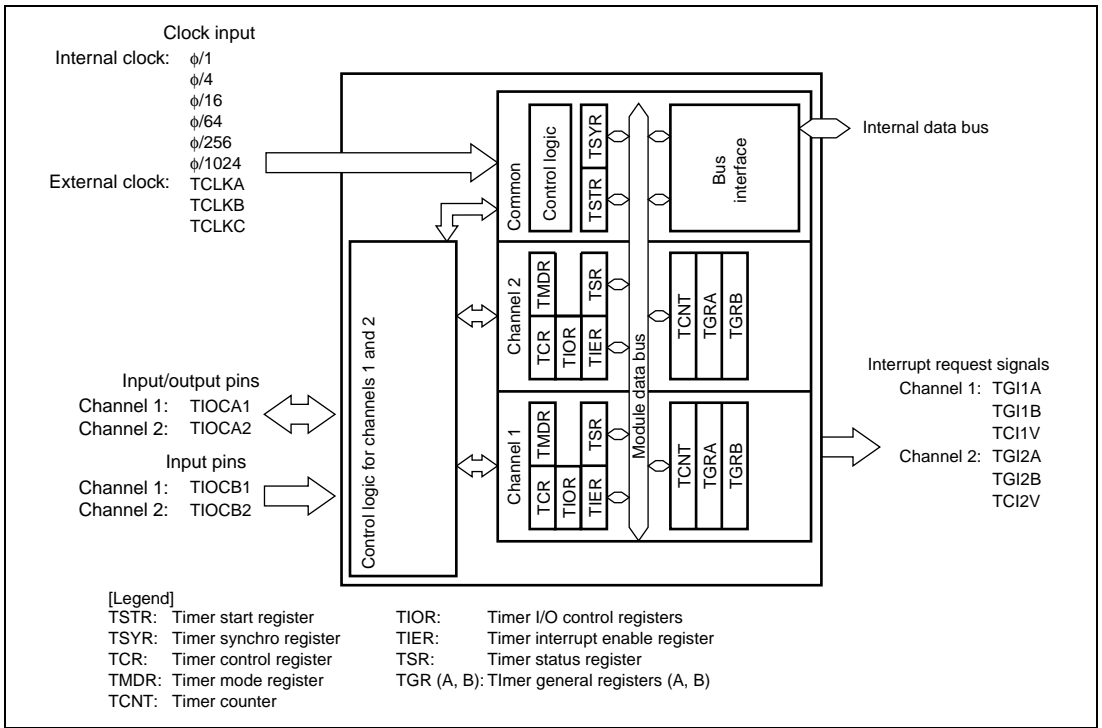 Clock input
Internal clock: ϕ/1
ϕ/4
ϕ/16
ϕ/64
ϕ/256
ϕ/1024
External clock: TCLKA
TCLKB
TCLKC
Common
Control logic
TSYR
TSTR
Bus
interface
Internal data bus
Control logic for channels 1 and 2
Channel 2
TMDR
TSR
TCR
TIOR
TIER
TCNT
TGRA
TGRB
Module data bus
Channel 1
TMDR
TSR
TCR
TIOR
TIER
TCNT
TGRA
TGRB
Input/output pins
Channel 1: TIOCA1
Channel 2: TIOCA2
Input pins
Channel 1: TIOCB1
Channel 2: TIOCB2
Interrupt request signals
Channel 1: TGI1A
TGI1B
TCI1V
Channel 2: TGI2A
TGI2B
TCI2V
[Legend]
TSTR: Timer start register
TSYR: Timer synchro register
TCR: Timer control register
TMDR: Timer mode register
TCNT: Timer counter
TIOR: Timer I/O control registers
TIER: Timer interrupt enable register
TSR: Timer status register
TGR (A, B): TImer general registers (A, B)